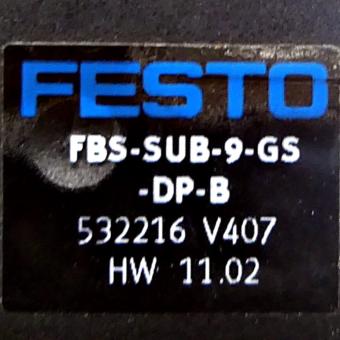 FESTO
FBS-SUB-9-GS
-DP-B
532216 V407
HW 11.02